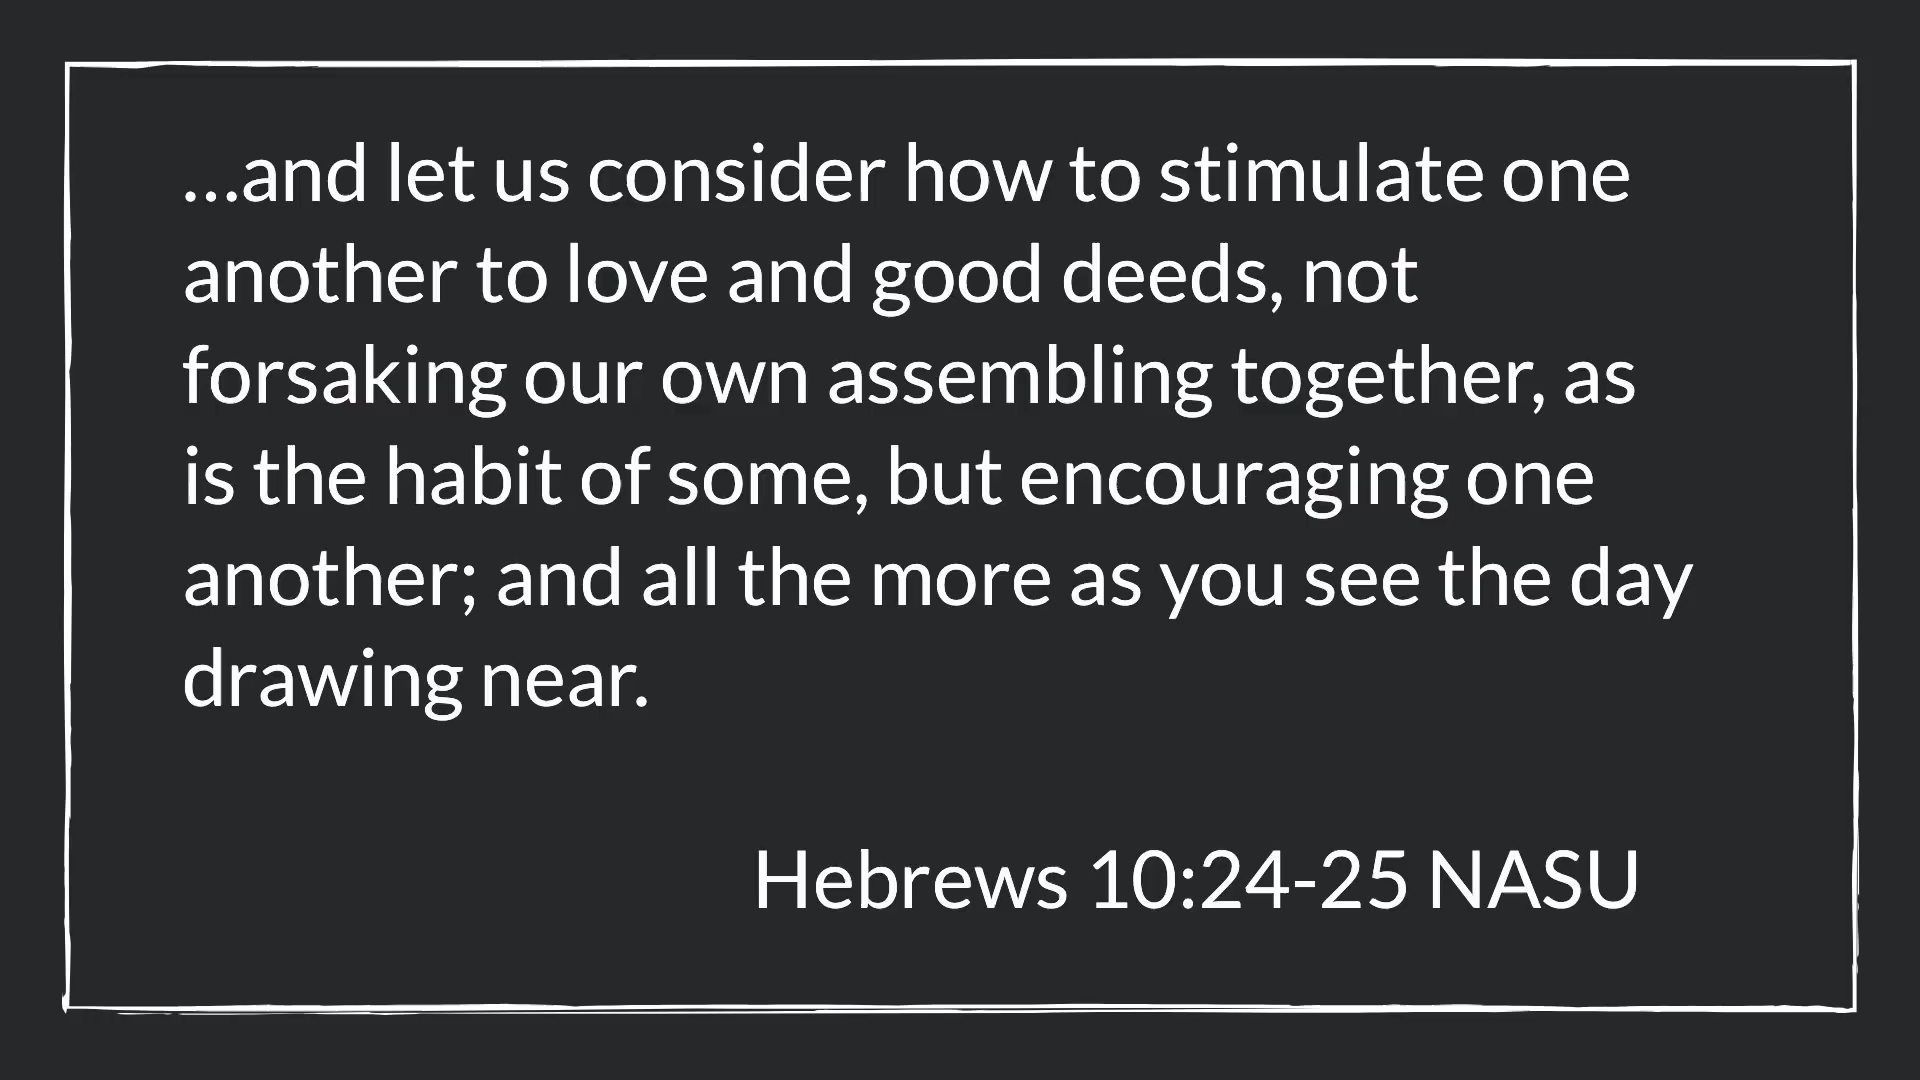 ...and let us consider how to stimulate one
another to love and good deeds, not
forsaking our own assembling together, as
is the habit of some, but encouraging one
another; and all the more as you see the day
drawing near.
Hebrews 10:24-25 NASU